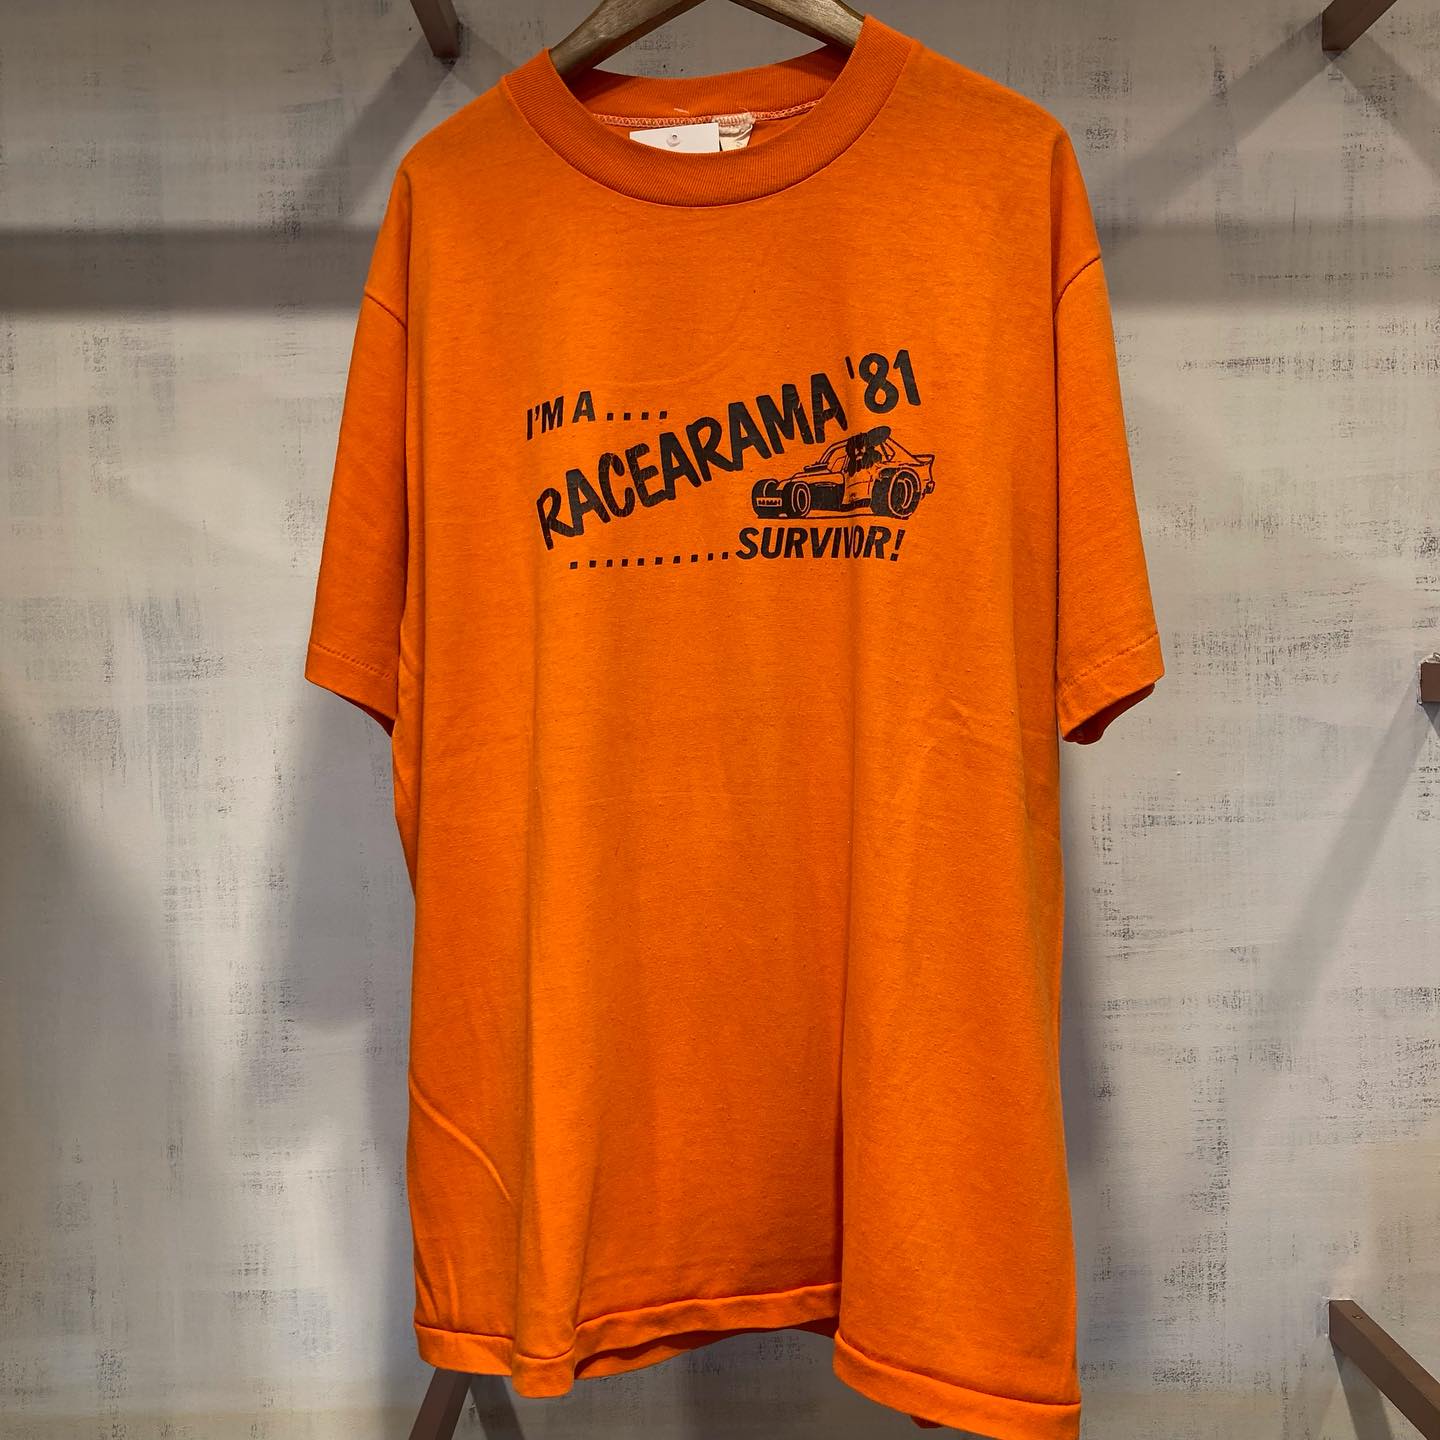 I'M A ....
RACEARAMA '81
..........SURVIVOR!